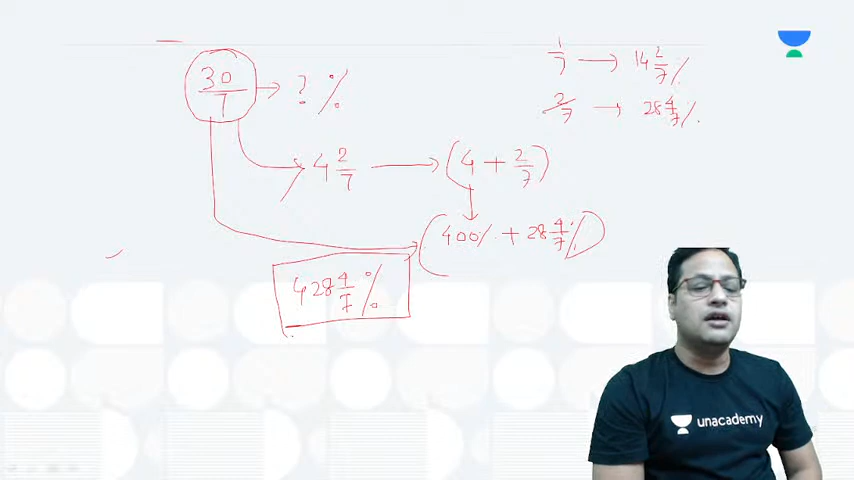 30/7 → ? %
1/7 → 14 2/7 %
2/7 → 28 4/7 %
4 2/7 → (4 + 2/7)
(400% + 28 4/7 %)
428 4/7 %
unacademy